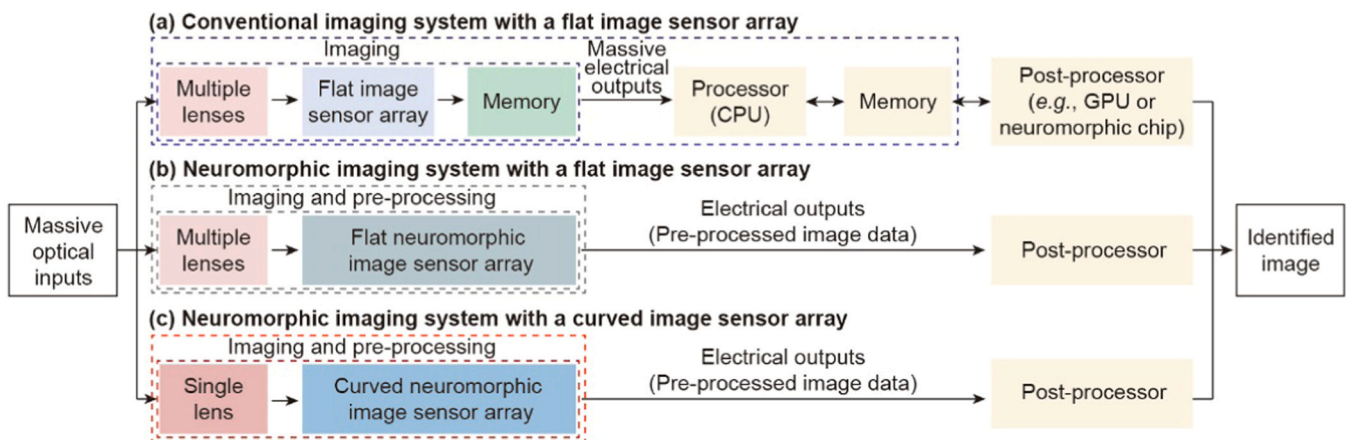 (a) Conventional imaging system with a flat image sensor array
Imaging
Multiple
lenses
Flat image
sensor array
Memory
Massive
electrical
outputs
Processor
(CPU)
Memory
Post-processor
(e.g., GPU or
neuromorphic chip)
(b) Neuromorphic imaging system with a flat image sensor array
Imaging and pre-processing
Massive
optical
inputs
Multiple
lenses
Flat neuromorphic
image sensor array
Electrical outputs
(Pre-processed image data)
Post-processor
Identified
image
(c) Neuromorphic imaging system with a curved image sensor array
Imaging and pre-processing
Single
lens
Curved neuromorphic
image sensor array
Electrical outputs
(Pre-processed image data)
Post-processor